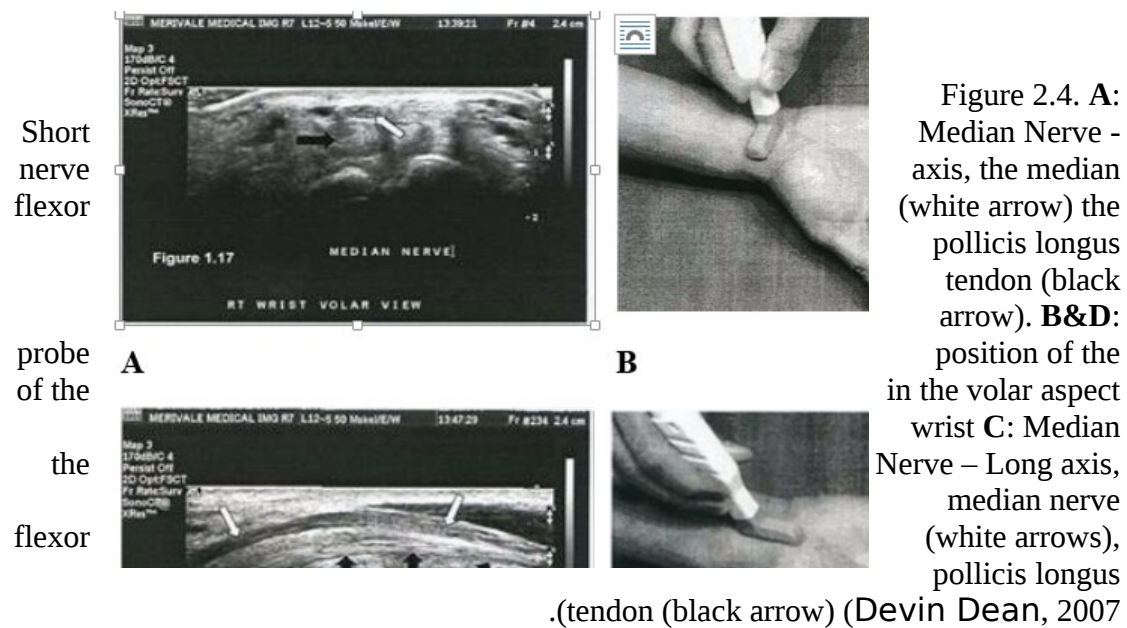 MERIVALE MEDICAL IMG R7 L12-5 50 Mskel/E/W 13:39:21 Fr #4 2.4 cm
Map 3
170dB/C 4
Persist Off
2D Opt:FSCT
Fr Rate:Surv
SonoCT®
XRes™
-2
Figure 1.17
MEDIAN NERVE
RT WRIST VOLAR VIEW
A
B
MERIVALE MEDICAL IMG R7 L12-5 50 Mskel/E/W 13:47:29 Fr #234 2.4 cm
Map 3
170dB/C 4
Persist Off
2D Opt:FSCT
Fr Rate:Surv
SonoCT®
XRes™
Figure 2.4. A:
Short Median Nerve -
nerve axis, the median
flexor (white arrow) the
pollicis longus
tendon (black
arrow). B&D:
probe position of the
of the in the volar aspect
wrist C: Median
the Nerve – Long axis,
median nerve
flexor (white arrows),
pollicis longus
.(tendon (black arrow) (Devin Dean, 2007